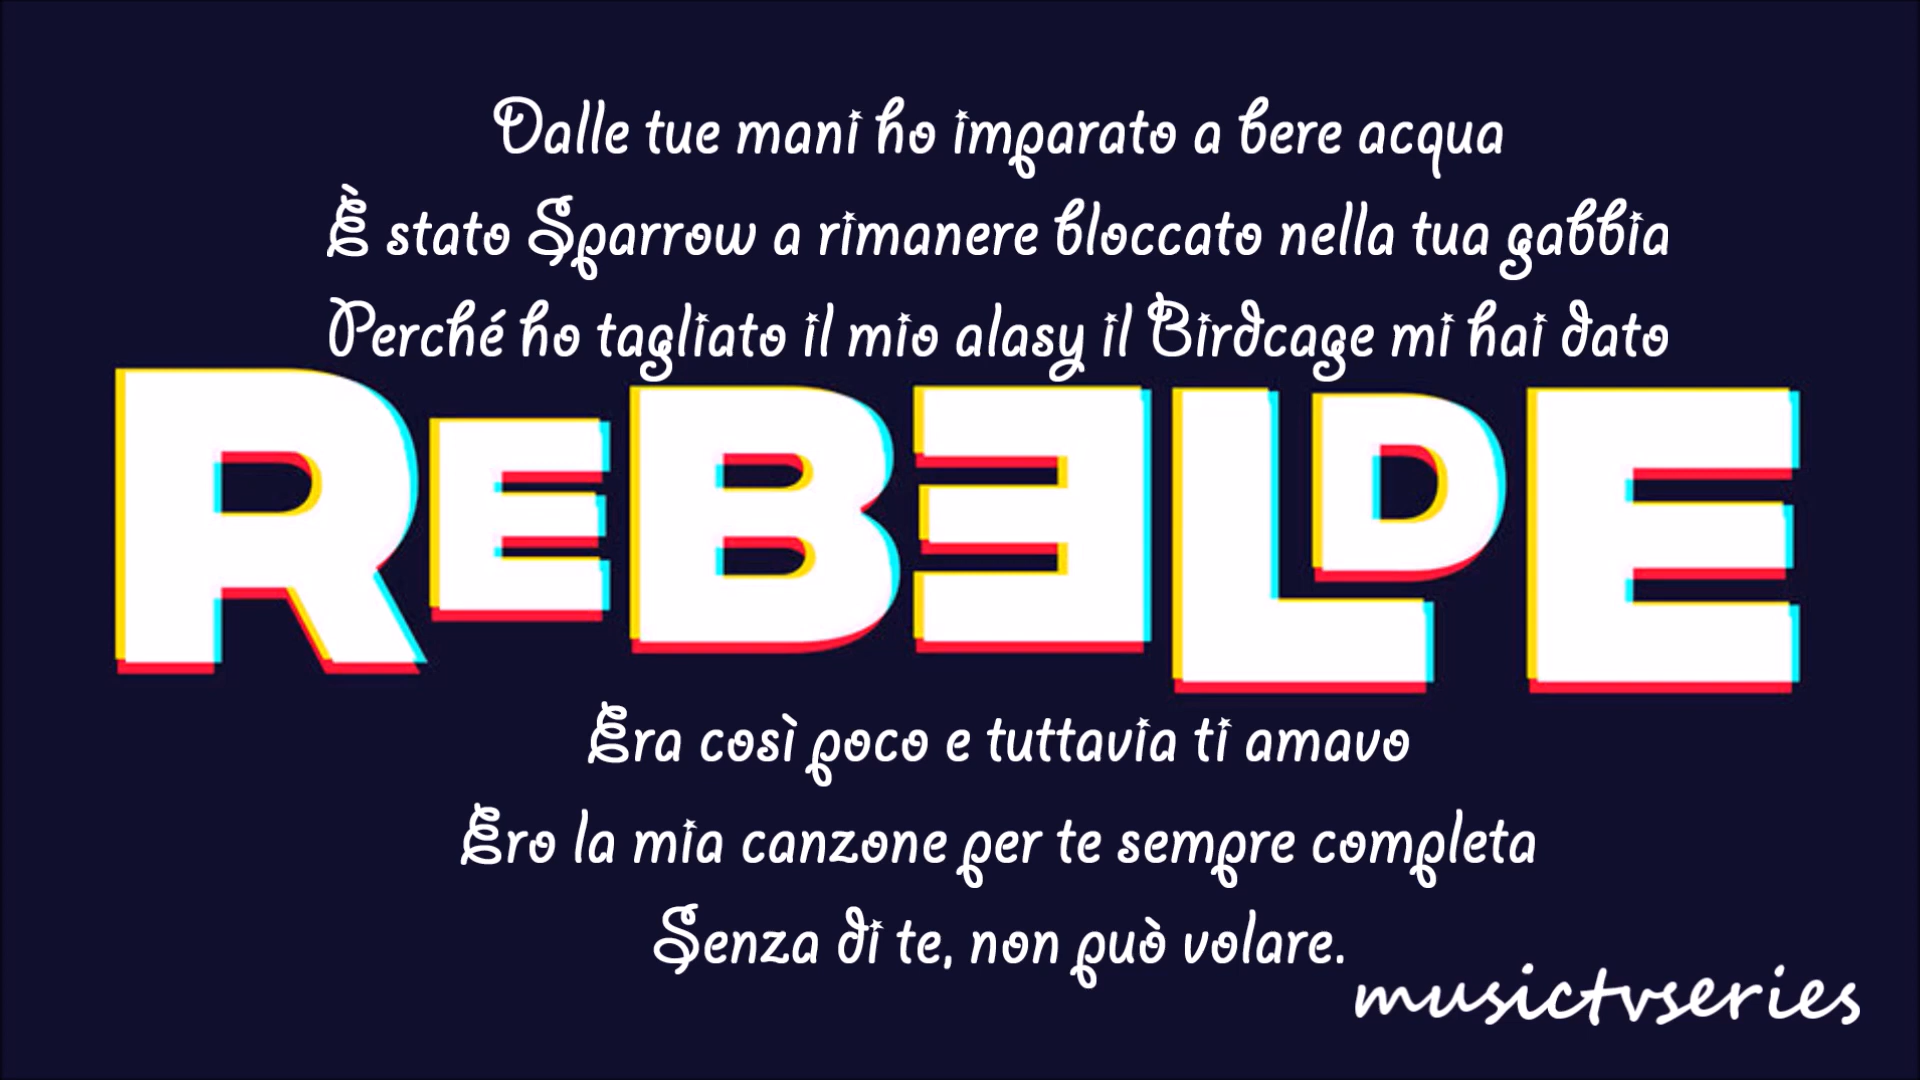 Dalle tue mani ho imparato a bere acqua
È stato Sparrow a rimanere bloccato nella tua gabbia
Perché ho tagliato il mio alasy il Birdcage mi hai dato
REBELDE
Era così poco e tuttavia ti amavo
Ero la mia canzone per te sempre completa
Senza di te, non può volare.
musictvseries